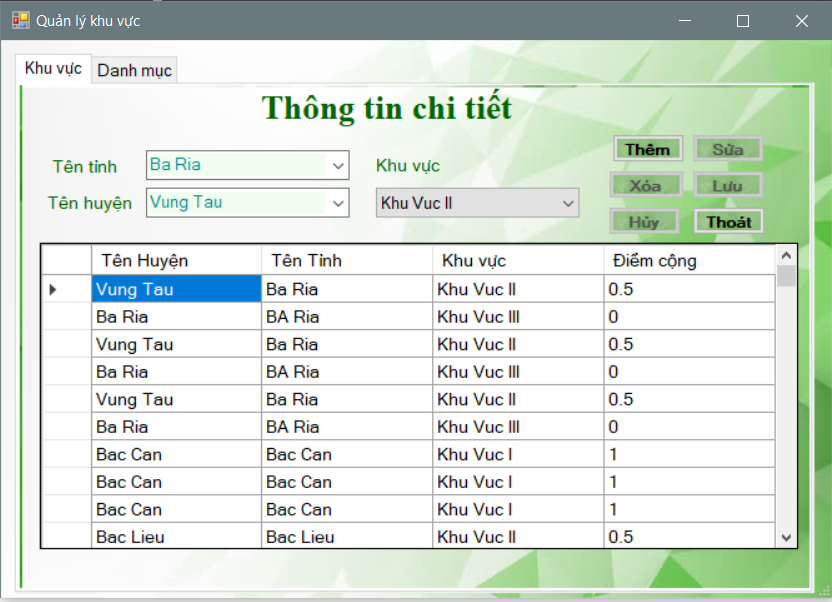 Quản lý khu vực
Khu vực Danh mục
Thông tin chi tiết
Tên tỉnh Ba Ria Khu vực Thêm Sửa
Xóa Lưu
Tên huyện Vung Tau Khu Vuc II Hủy Thoát
Tên Huyện Tên Tỉnh Khu vực Điểm cộng
Vung Tau Ba Ria Khu Vuc II 0.5
Ba Ria BA Ria Khu Vuc III 0
Vung Tau Ba Ria Khu Vuc II 0.5
Ba Ria BA Ria Khu Vuc III 0
Vung Tau Ba Ria Khu Vuc II 0.5
Ba Ria BA Ria Khu Vuc III 0
Bac Can Bac Can Khu Vuc I 1
Bac Can Bac Can Khu Vuc I 1
Bac Can Bac Can Khu Vuc I 1
Bac Lieu Bac Lieu Khu Vuc II 0.5